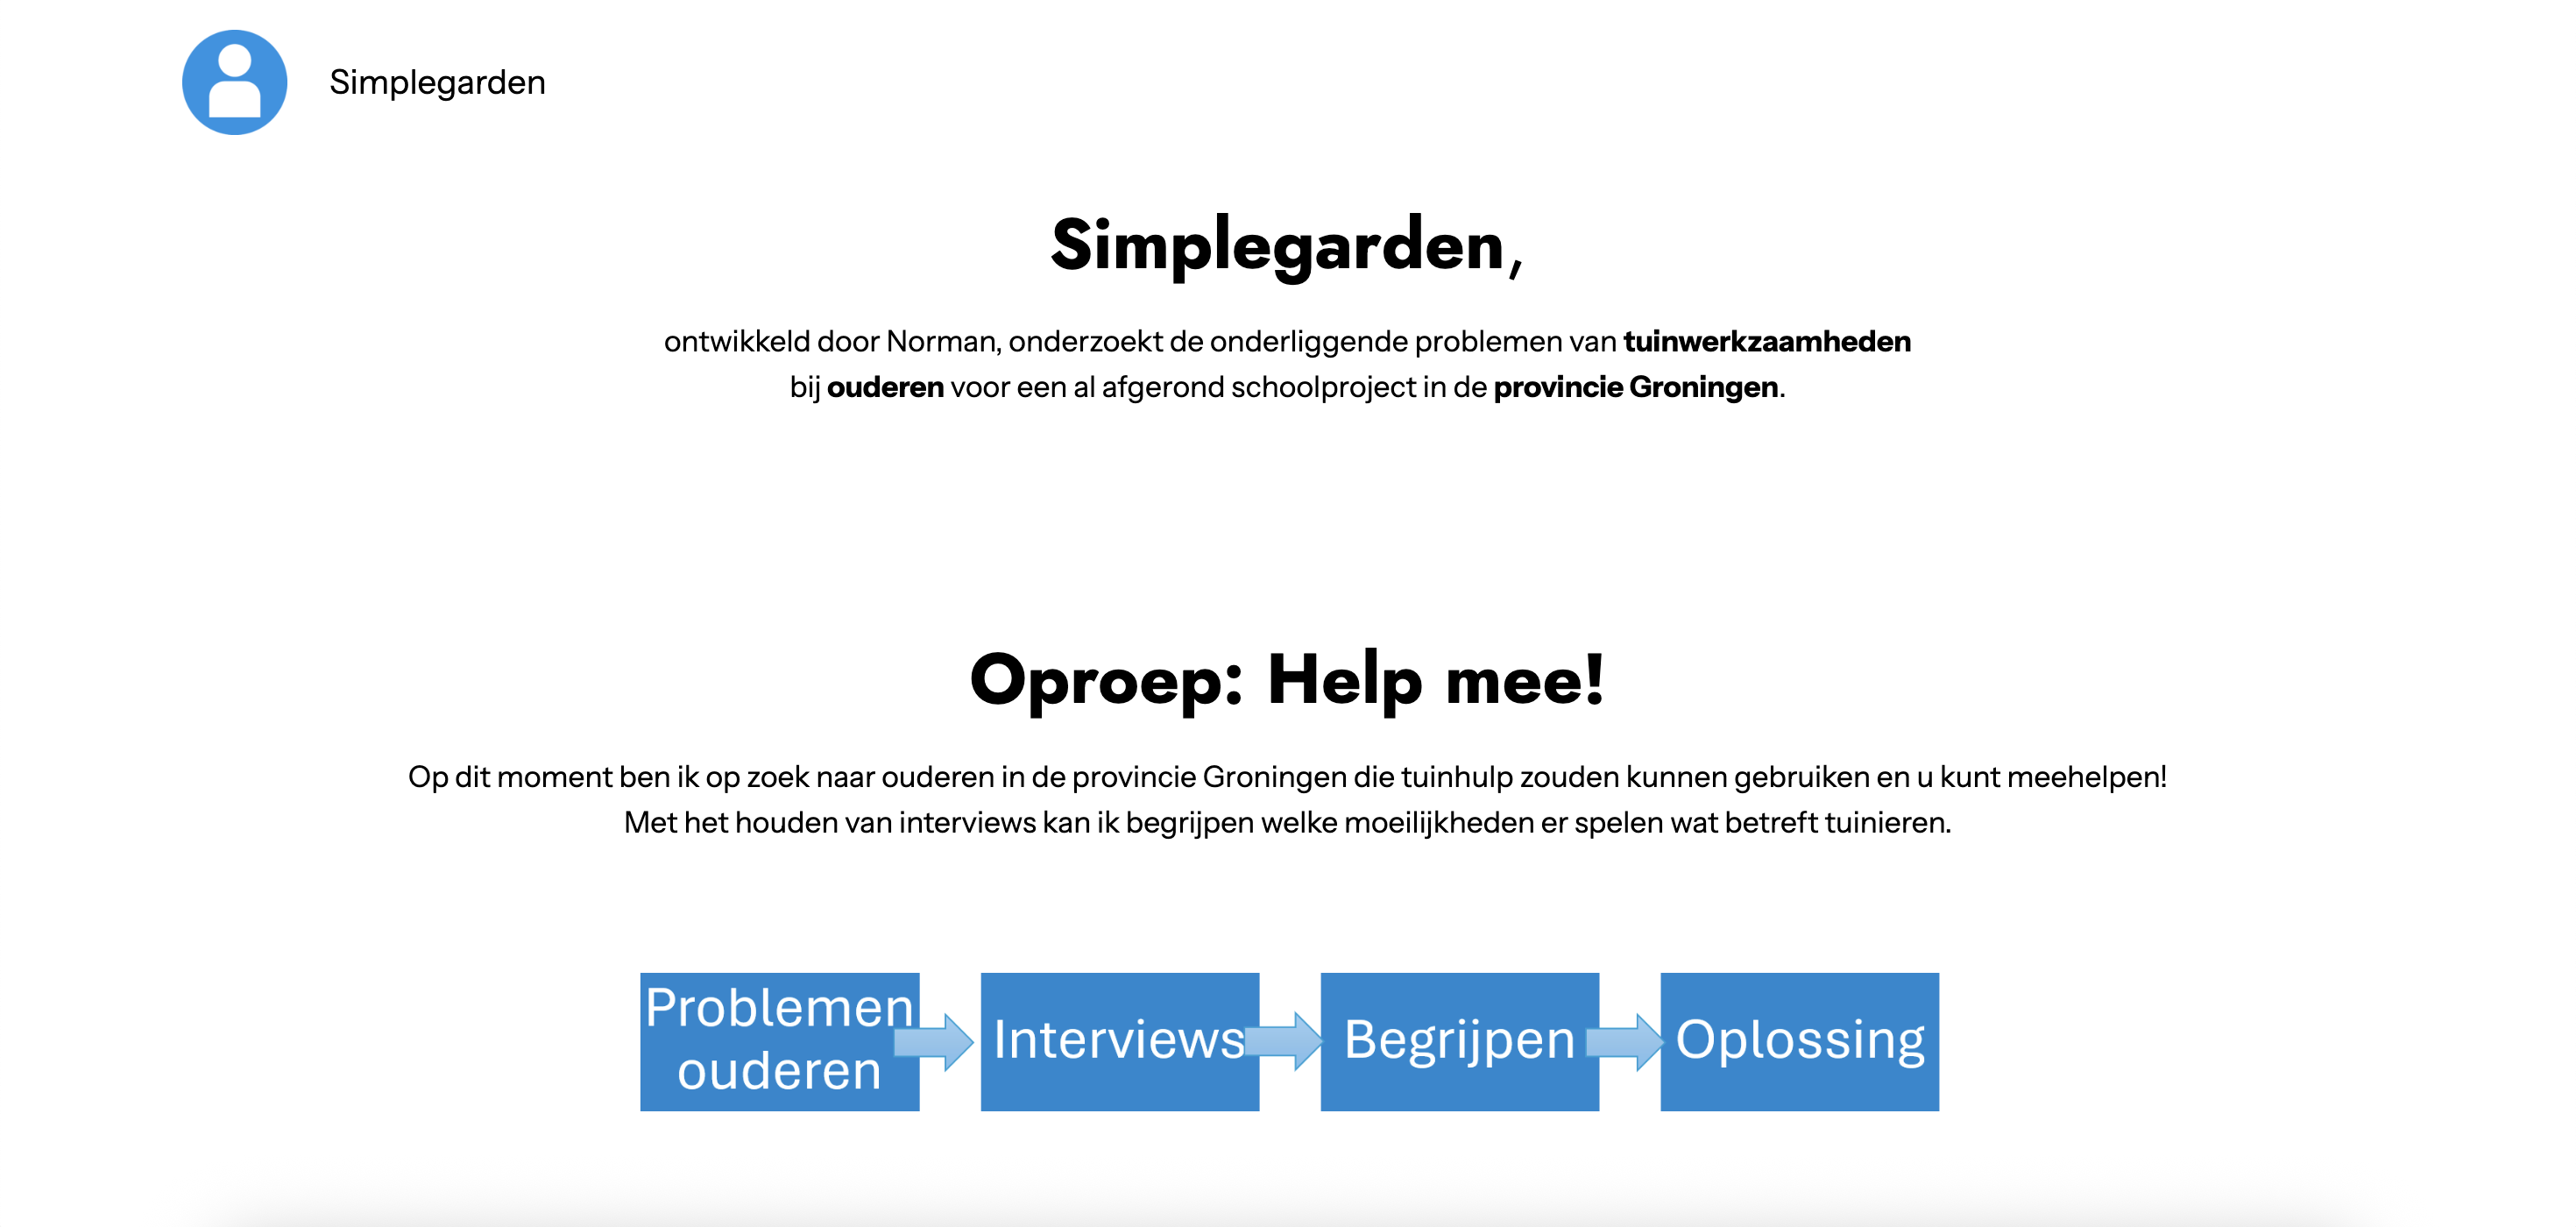 Simplegarden
Simplegarden,
ontwikkeld door Norman, onderzoekt de onderliggende problemen van tuinwerkzaamheden
bij ouderen voor een al afgerond schoolproject in de provincie Groningen.
Oproep: Help mee!
Op dit moment ben ik op zoek naar ouderen in de provincie Groningen die tuinhulp zouden kunnen gebruiken en u kunt meehelpen!
Met het houden van interviews kan ik begrijpen welke moeilijkheden er spelen wat betreft tuinieren.
Problemen
ouderen
Interviews
Begrijpen
Oplossing